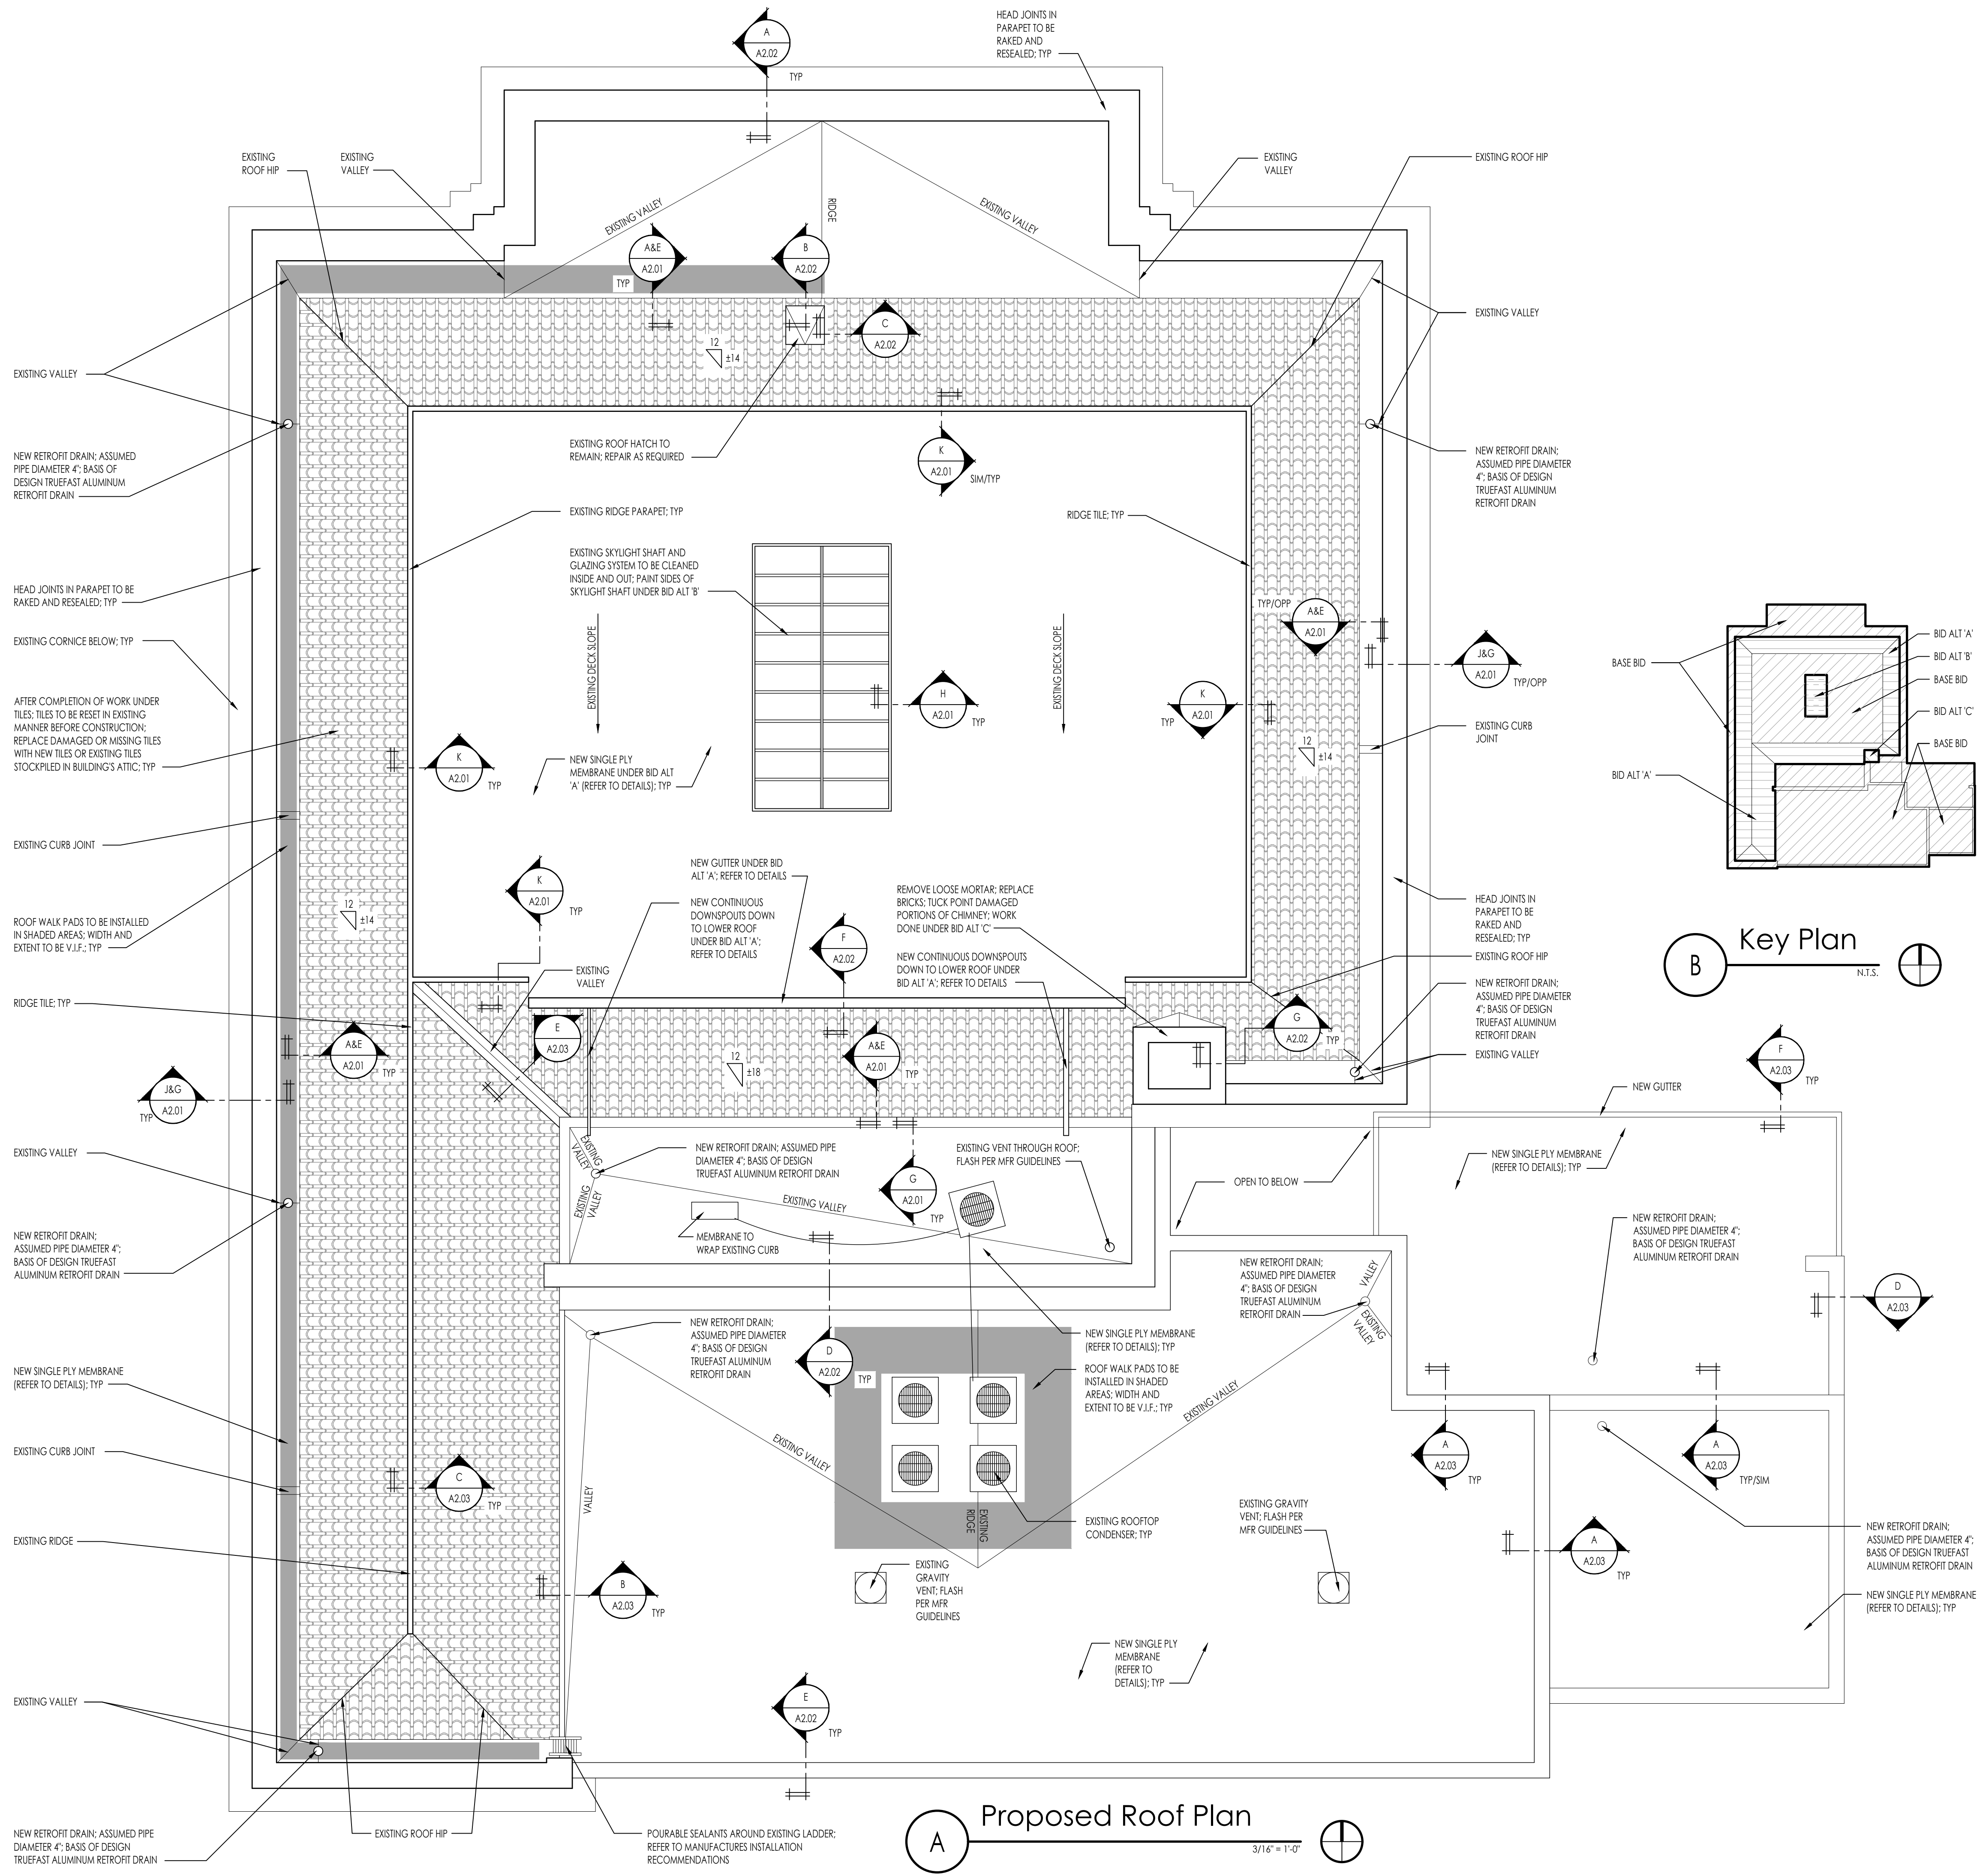 A
A2.02
TYP
HEAD JOINTS IN
PARAPET TO BE
RAKED AND
RESEALED; TYP
EXISTING
ROOF HIP
EXISTING
VALLEY
EXISTING
VALLEY
EXISTING ROOF HIP
EXISTING VALLEY
RIDGE
EXISTING VALLEY
A&E
A2.01
TYP
B
A2.02
C
A2.02
12
±14
EXISTING VALLEY
EXISTING VALLEY
NEW RETROFIT DRAIN; ASSUMED
PIPE DIAMETER 4"; BASIS OF
DESIGN TRUEFAST ALUMINUM
RETROFIT DRAIN
EXISTING ROOF HATCH TO
REMAIN; REPAIR AS REQUIRED
K
A2.01
SIM/TYP
NEW RETROFIT DRAIN;
ASSUMED PIPE DIAMETER
4"; BASIS OF DESIGN
TRUEFAST ALUMINUM
RETROFIT DRAIN
EXISTING RIDGE PARAPET; TYP
RIDGE TILE; TYP
EXISTING SKYLIGHT SHAFT AND
GLAZING SYSTEM TO BE CLEANED
INSIDE AND OUT; PAINT SIDES OF
SKYLIGHT SHAFT UNDER BID ALT 'B'
HEAD JOINTS IN PARAPET TO BE
RAKED AND RESEALED; TYP
EXISTING CORNICE BELOW; TYP
TYP/OPP
A&E
A2.01
J&G
A2.01
TYP/OPP
EXISTING DECK SLOPE
EXISTING DECK SLOPE
AFTER COMPLETION OF WORK UNDER
TILES; TILES TO BE RESET IN EXISTING
MANNER BEFORE CONSTRUCTION;
REPLACE DAMAGED OR MISSING TILES
WITH NEW TILES OR EXISTING TILES
STOCKPILED IN BUILDING'S ATTIC; TYP
H
A2.01
TYP
K
A2.01
TYP
EXISTING CURB
JOINT
12
±14
K
A2.01
TYP
NEW SINGLE PLY
MEMBRANE UNDER BID ALT
'A' (REFER TO DETAILS); TYP
BASE BID
BID ALT 'A'
BID ALT 'A'
BID ALT 'B'
BASE BID
BID ALT 'C'
BASE BID
B
Key Plan
N.T.S.
EXISTING CURB JOINT
K
A2.01
TYP
NEW GUTTER UNDER BID
ALT 'A'; REFER TO DETAILS
NEW CONTINUOUS
DOWNSPOUTS DOWN
TO LOWER ROOF
UNDER BID ALT 'A';
REFER TO DETAILS
F
A2.02
REMOVE LOOSE MORTAR; REPLACE
BRICKS; TUCK POINT DAMAGED
PORTIONS OF CHIMNEY; WORK
DONE UNDER BID ALT 'C'
NEW CONTINUOUS DOWNSPOUTS
DOWN TO LOWER ROOF UNDER
BID ALT 'A'; REFER TO DETAILS
HEAD JOINTS IN
PARAPET TO BE
RAKED AND
RESEALED; TYP
EXISTING ROOF HIP
NEW RETROFIT DRAIN;
ASSUMED PIPE DIAMETER
4"; BASIS OF DESIGN
TRUEFAST ALUMINUM
RETROFIT DRAIN
EXISTING VALLEY
12
±14
ROOF WALK PADS TO BE INSTALLED
IN SHADED AREAS; WIDTH AND
EXTENT TO BE V.I.F.; TYP
RIDGE TILE; TYP
EXISTING
VALLEY
E
A2.03
A&E
A2.01
TYP
12
±18
A&E
A2.01
TYP
G
A2.02
TYP
J&G
A2.01
TYP
F
A2.03
TYP
NEW GUTTER
EXISTING VALLEY
EXISTING
VALLEY
EXISTING
VALLEY
NEW RETROFIT DRAIN; ASSUMED PIPE
DIAMETER 4"; BASIS OF DESIGN
TRUEFAST ALUMINUM RETROFIT DRAIN
EXISTING VENT THROUGH ROOF;
FLASH PER MFR GUIDELINES
EXISTING VALLEY
G
A2.01
TYP
OPEN TO BELOW
NEW SINGLE PLY MEMBRANE
(REFER TO DETAILS); TYP
NEW RETROFIT DRAIN;
ASSUMED PIPE DIAMETER 4";
BASIS OF DESIGN TRUEFAST
ALUMINUM RETROFIT DRAIN
MEMBRANE TO
WRAP EXISTING CURB
NEW RETROFIT DRAIN;
ASSUMED PIPE DIAMETER 4";
BASIS OF DESIGN TRUEFAST
ALUMINUM RETROFIT DRAIN
NEW RETROFIT DRAIN;
ASSUMED PIPE DIAMETER
4"; BASIS OF DESIGN
TRUEFAST ALUMINUM
RETROFIT DRAIN
VALLEY
EXISTING
VALLEY
D
A2.03
NEW RETROFIT DRAIN;
ASSUMED PIPE DIAMETER
4"; BASIS OF DESIGN
TRUEFAST ALUMINUM
RETROFIT DRAIN
D
A2.02
TYP
NEW SINGLE PLY MEMBRANE
(REFER TO DETAILS); TYP
ROOF WALK PADS TO BE
INSTALLED IN SHADED
AREAS; WIDTH AND
EXTENT TO BE V.I.F.; TYP
NEW SINGLE PLY MEMBRANE
(REFER TO DETAILS); TYP
EXISTING VALLEY
EXISTING VALLEY
VALLEY
EXISTING CURB JOINT
C
A2.03
TYP
A
A2.03
TYP
A
A2.03
TYP/SIM
EXISTING
RIDGE
EXISTING ROOFTOP
CONDENSER; TYP
EXISTING GRAVITY
VENT; FLASH PER
MFR GUIDELINES
EXISTING RIDGE
A
A2.03
TYP
NEW RETROFIT DRAIN;
ASSUMED PIPE DIAMETER 4";
BASIS OF DESIGN TRUEFAST
ALUMINUM RETROFIT DRAIN
NEW SINGLE PLY MEMBRANE
(REFER TO DETAILS); TYP
B
A2.03
TYP
EXISTING
GRAVITY
VENT; FLASH
PER MFR
GUIDELINES
NEW SINGLE PLY
MEMBRANE
(REFER TO
DETAILS); TYP
EXISTING VALLEY
E
A2.02
TYP
NEW RETROFIT DRAIN; ASSUMED PIPE
DIAMETER 4"; BASIS OF DESIGN
TRUEFAST ALUMINUM RETROFIT DRAIN
EXISTING ROOF HIP
POURABLE SEALANTS AROUND EXISTING LADDER;
REFER TO MANUFACTURES INSTALLATION
RECOMMENDATIONS
A
Proposed Roof Plan
3/16" = 1'-0"